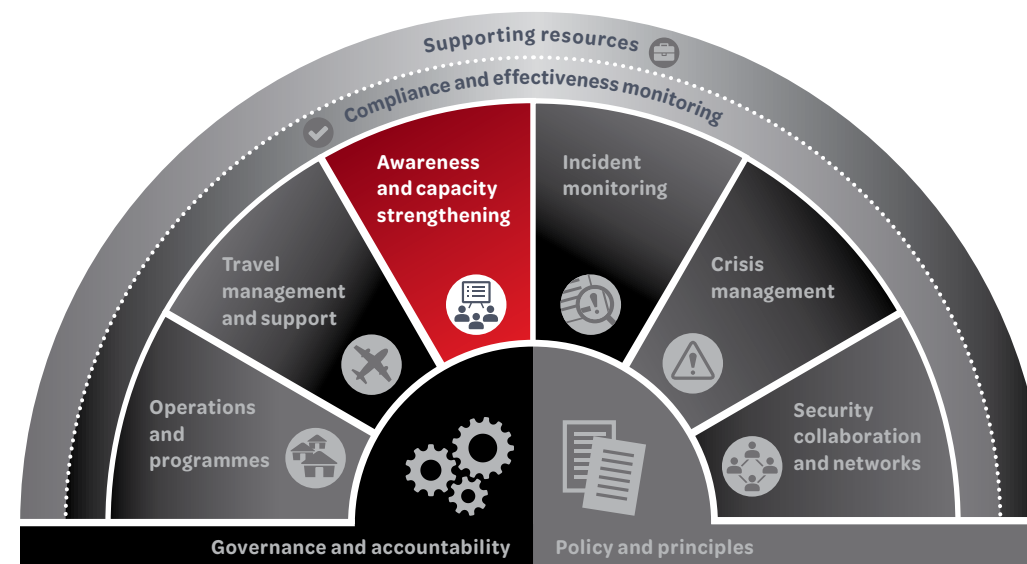 Supporting resources
Compliance and effectiveness monitoring
Awareness
and capacity
strengthening
Incident
monitoring
Travel
management
and support
Crisis
management
Operations
and
programmes
Security
collaboration
and networks
Governance and accountability
Policy and principles